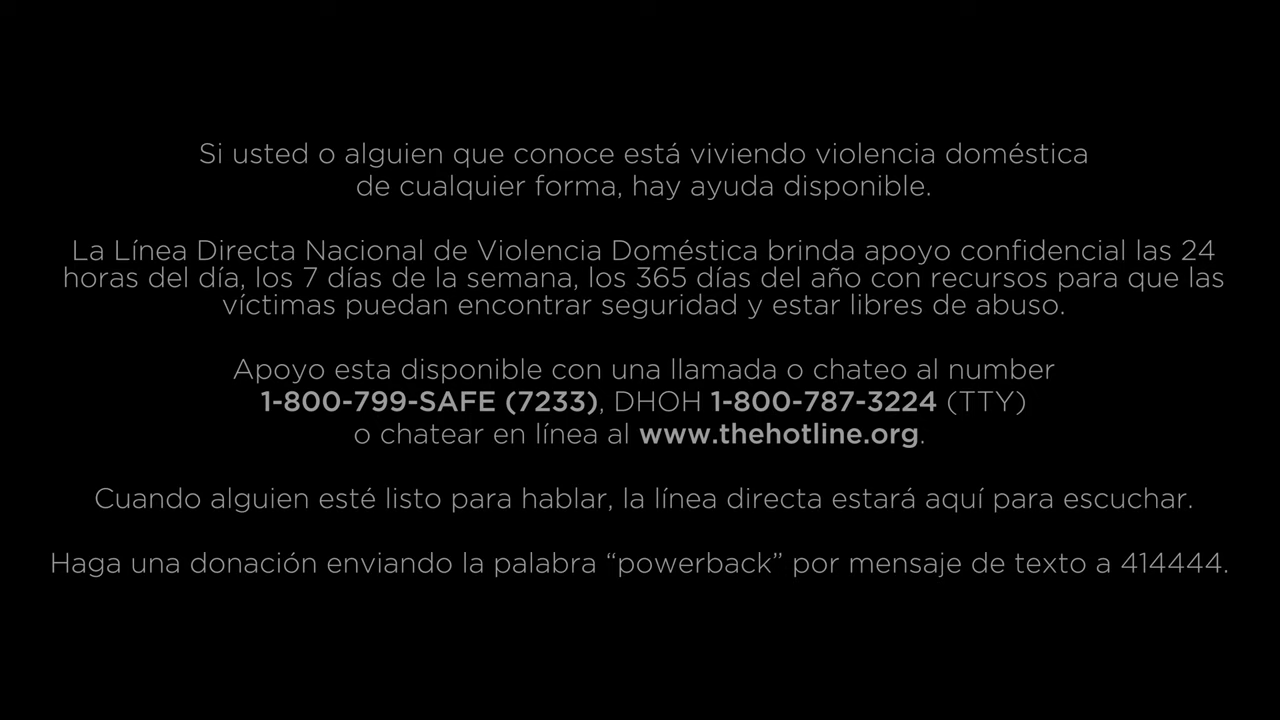 Si usted o alguien que conoce está viviendo violencia doméstica
de cualquier forma, hay ayuda disponible.
La Línea Directa Nacional de Violencia Doméstica brinda apoyo confidencial las 24
horas del día, los 7 días de la semana, los 365 días del año con recursos para que las
víctimas puedan encontrar seguridad y estar libres de abuso.
Apoyo esta disponible con una llamada o chateo al number
1-800-799-SAFE (7233), DHOH 1-800-787-3224 (TTY)
o chatear en línea al www.thehotline.org.
Cuando alguien esté listo para hablar, la línea directa estará aquí para escuchar.
Haga una donación enviando la palabra “powerback” por mensaje de texto a 414444.